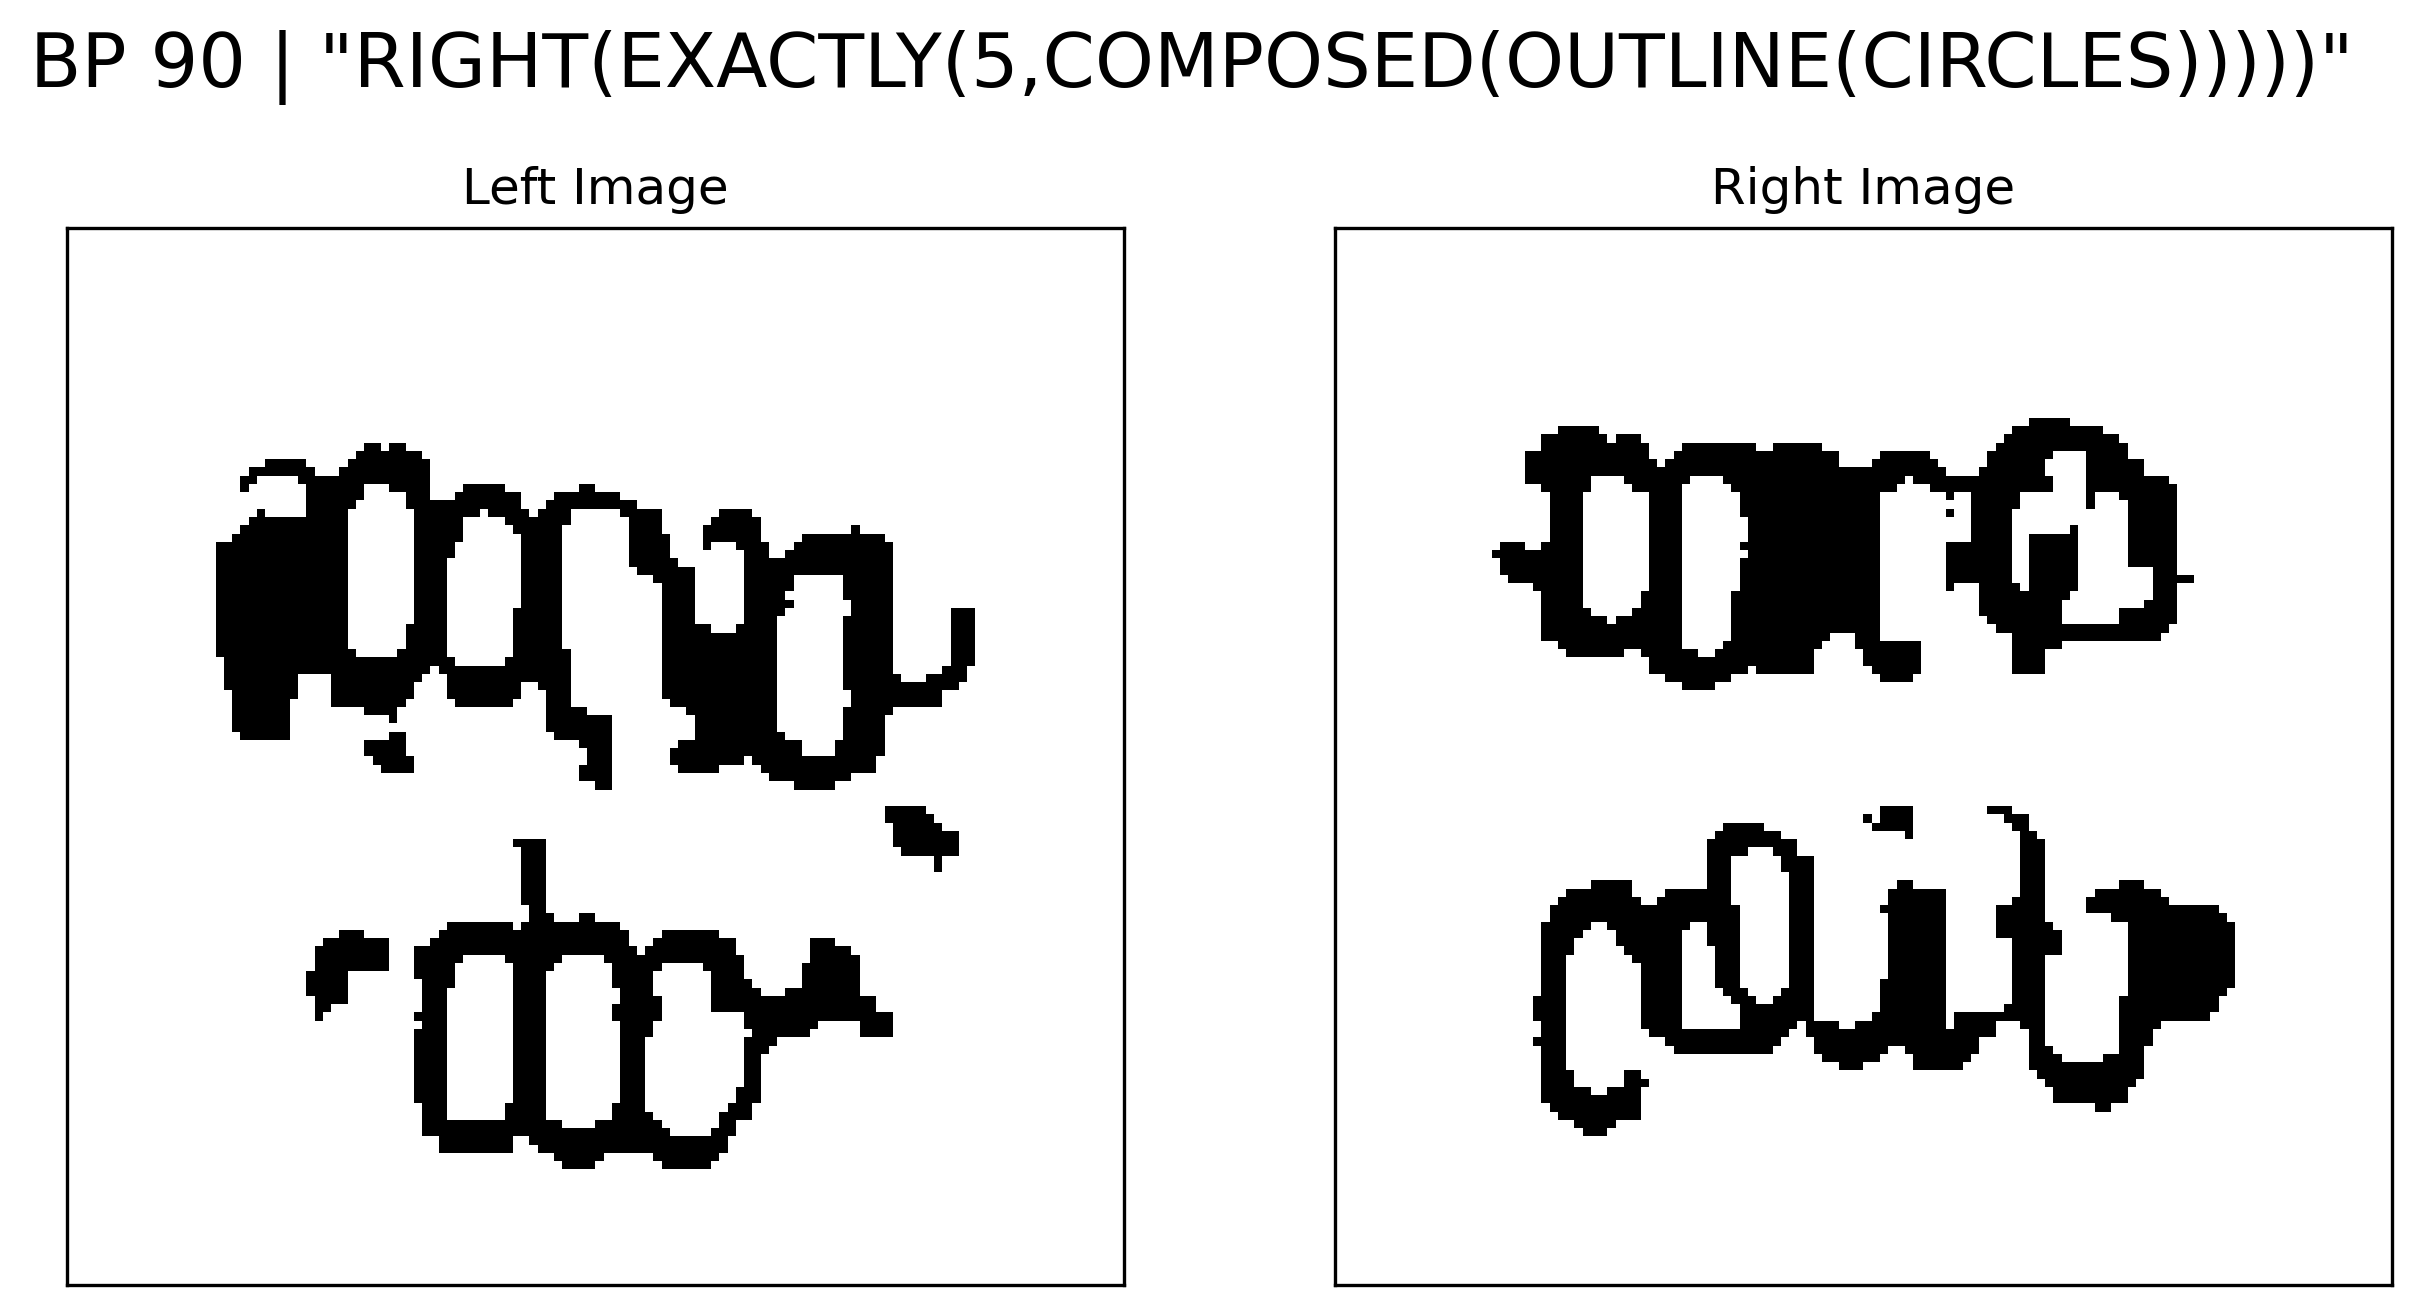 BP 90 | "RIGHT(EXACTLY(5,COMPOSED(OUTLINE(CIRCLES)))))"
Left Image
Right Image